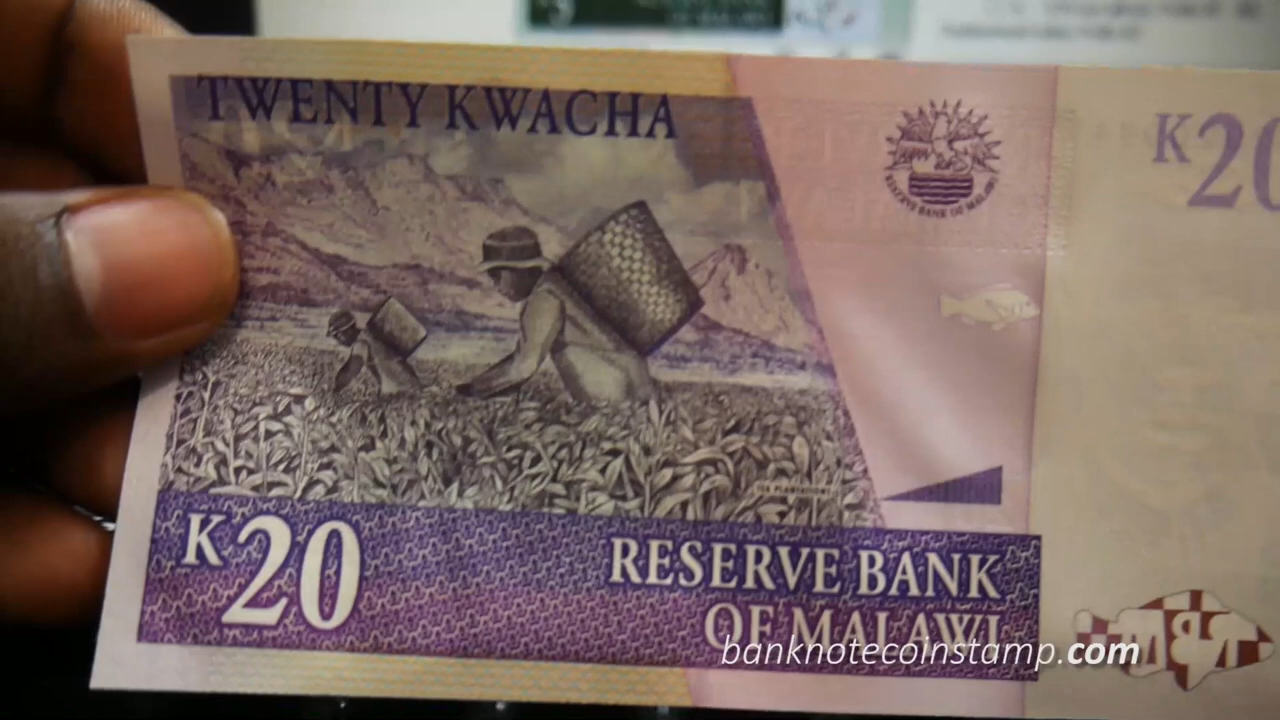 TWENTY KWACHA
RESERVE BANK OF MALAWI
K20
K20
RESERVE BANK
OF MALAWI
banknotecoinstamp.com